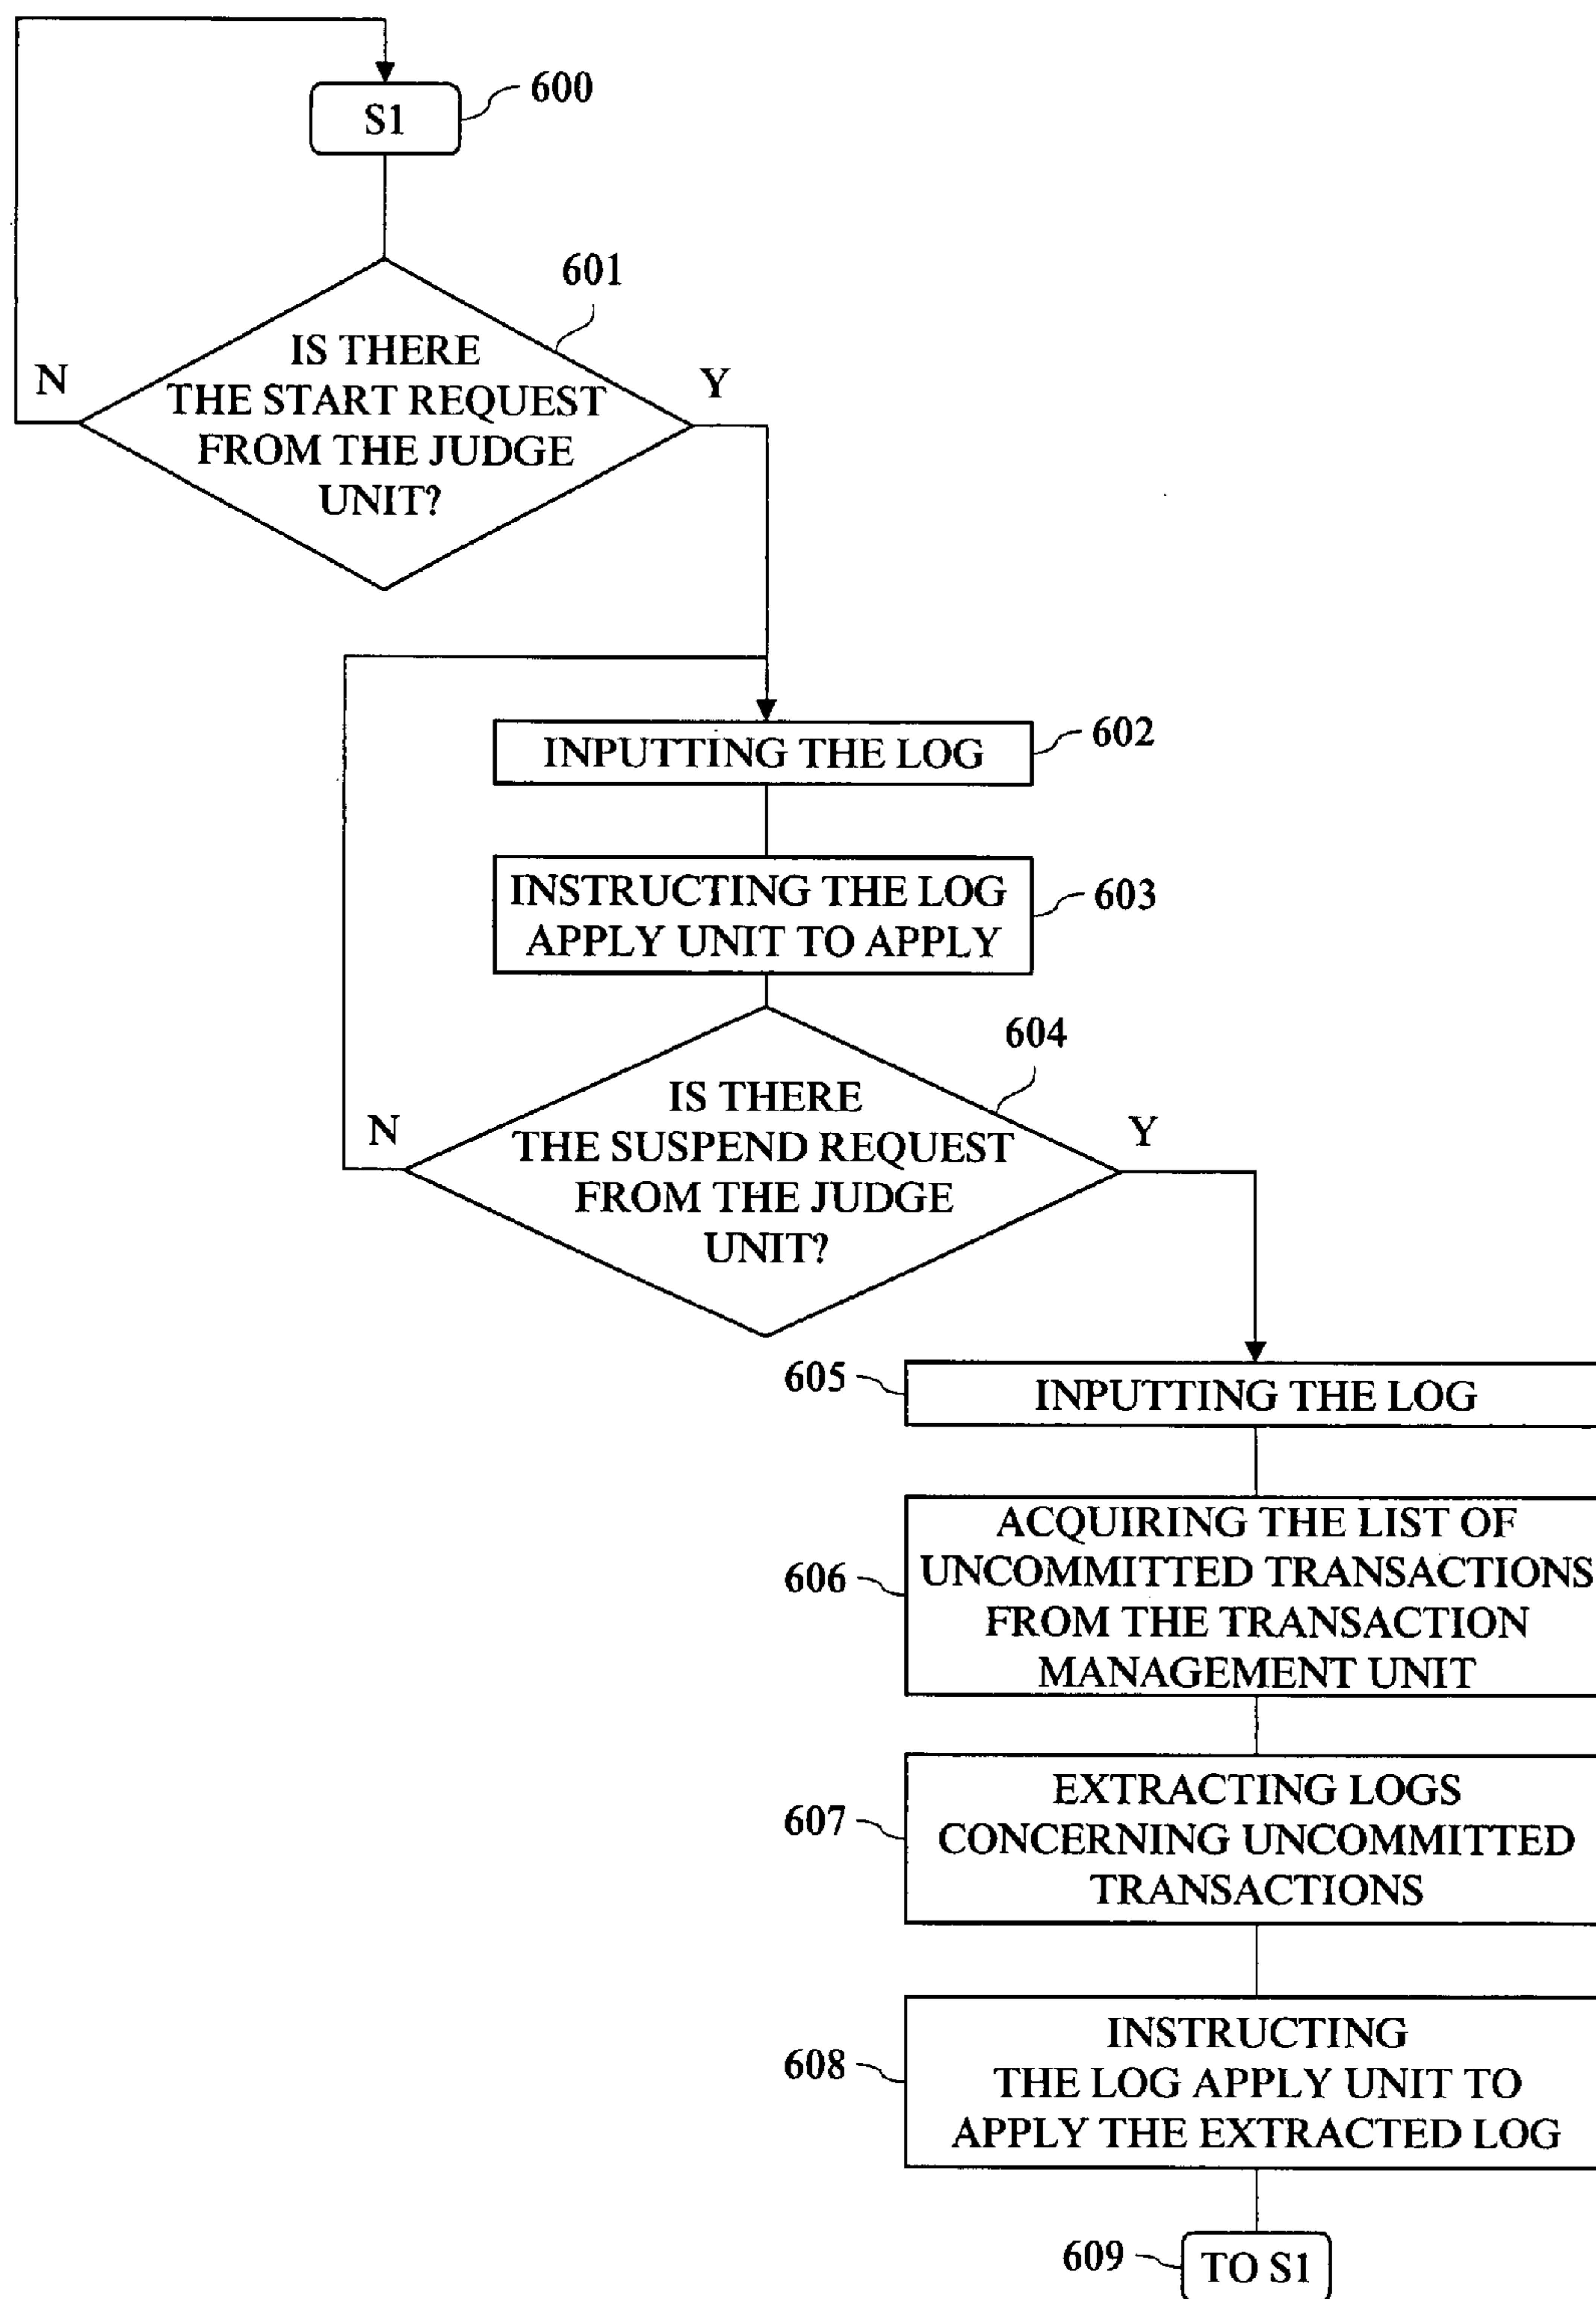 S1
600
601
IS THERE
THE START REQUEST
FROM THE JUDGE
UNIT?
N
Y
INPUTTING THE LOG
602
INSTRUCTING THE LOG
APPLY UNIT TO APPLY
603
604
IS THERE
THE SUSPEND REQUEST
FROM THE JUDGE
UNIT?
N
Y
605
INPUTTING THE LOG
606
ACQUIRING THE LIST OF
UNCOMMITTED TRANSACTIONS
FROM THE TRANSACTION
MANAGEMENT UNIT
607
EXTRACTING LOGS
CONCERNING UNCOMMITTED
TRANSACTIONS
608
INSTRUCTING
THE LOG APPLY UNIT TO
APPLY THE EXTRACTED LOG
609
TO S1